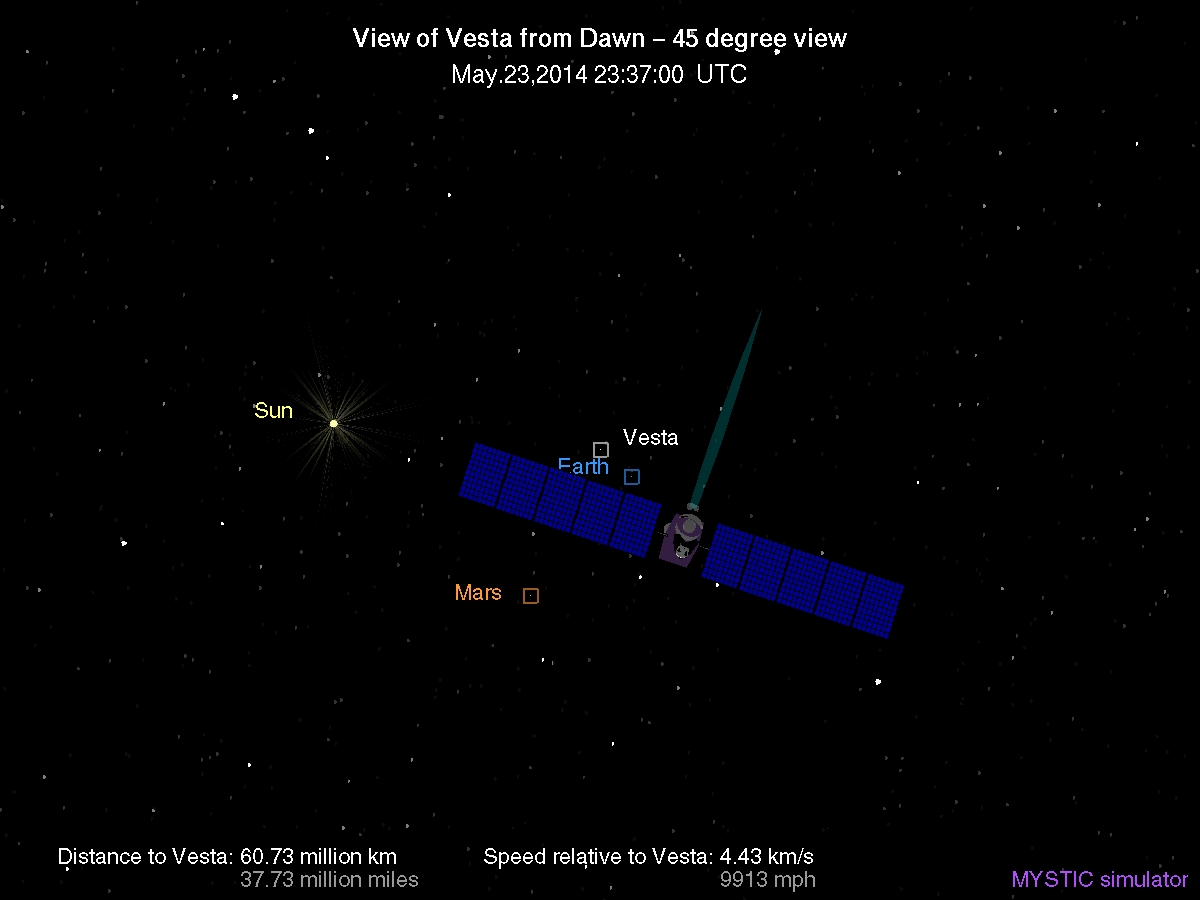 View of Vesta from Dawn – 45 degree view
May.23,2014 23:37:00 UTC
Sun
Vesta
Earth
Mars
Distance to Vesta: 60.73 million km
37.73 million miles
Speed relative to Vesta: 4.43 km/s
9913 mph
MYSTIC simulator